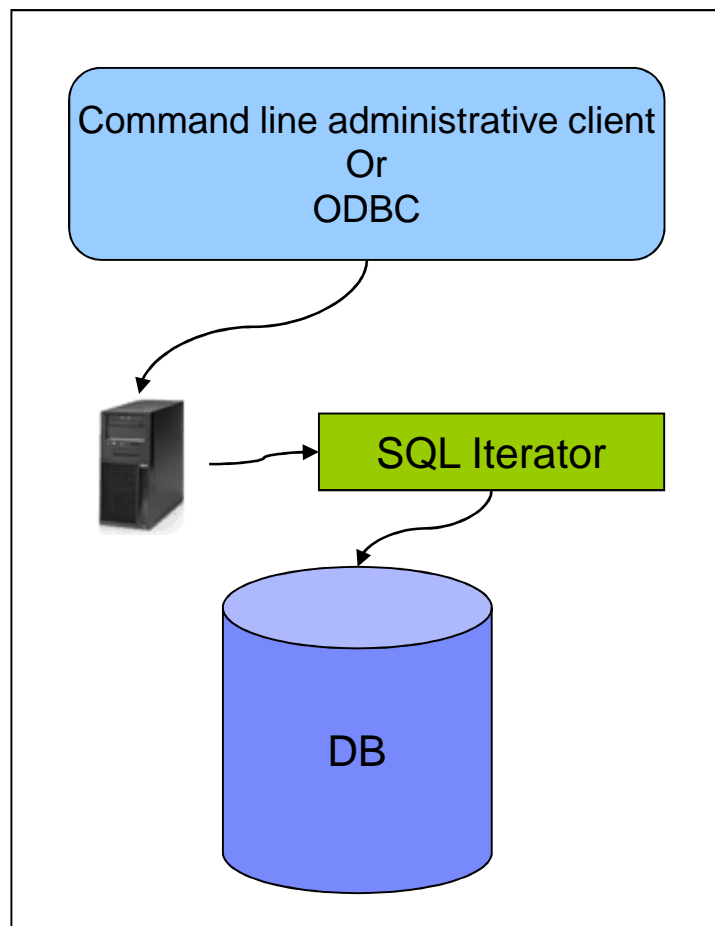 Command line administrative client
Or
ODBC
SQL Iterator
DB